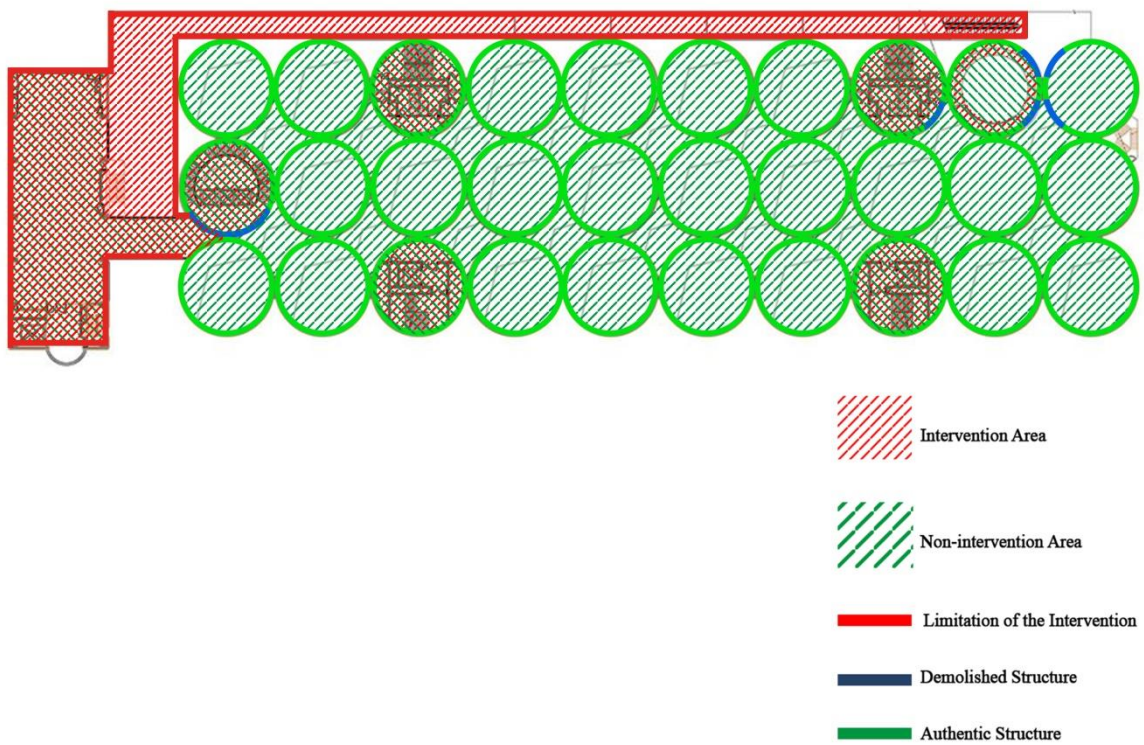 Intervention Area
Non-intervention Area
Limitation of the Intervention
Demolished Structure
Authentic Structure